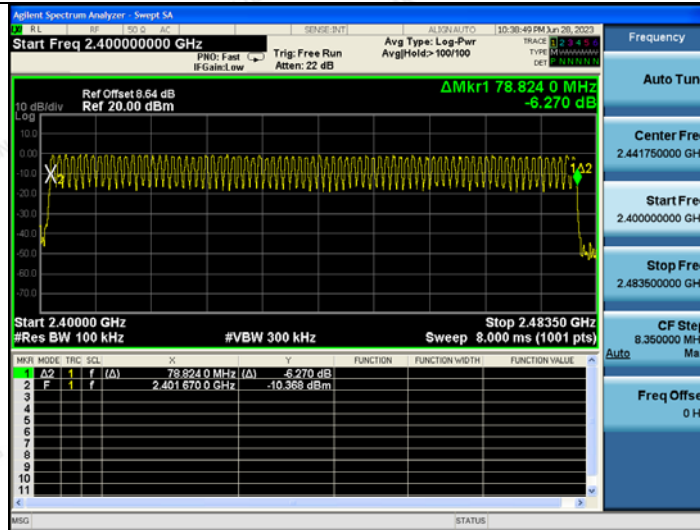 Agilent Spectrum Analyzer - Swept SA
RL RF 50 Ω AC SENSE:INT ALIGN AUTO 10:38:49 PM Jun 28, 2023
Start Freq 2.400000000 GHz
PNO: Fast
IFGain:Low
Trig: Free Run
Atten: 22 dB
Avg Type: Log-Pwr
Avg|Hold:> 100/100
TRACE 1 2 3 4 5 6
TYPE M
DET P N N N N N
Ref Offset 8.64 dB
Ref 20.00 dBm
10 dB/div
Log
ΔMkr1 78.824 0 MHz
-6.270 dB
10.0
0.00
-10.0
-20.0
-30.0
-40.0
-50.0
-60.0
-70.0
2
1Δ2
Start 2.40000 GHz Stop 2.48350 GHz
#Res BW 100 kHz #VBW 300 kHz Sweep 8.000 ms (1001 pts)
MKR MODE TRC SCL X Y FUNCTION FUNCTION WIDTH FUNCTION VALUE
1 Δ2 1 f (Δ) 78.824 0 MHz (Δ) -6.270 dB
2 F 1 f 2.401 670 0 GHz -10.368 dBm
3
4
5
6
7
8
9
10
11
MSG STATUS
Frequency
Auto Tun
Center Fre
2.441750000 GH
Start Fre
2.400000000 GH
Stop Fre
2.483500000 GH
CF Ste
8.350000 MH
Auto Ma
Freq Offse
0 H